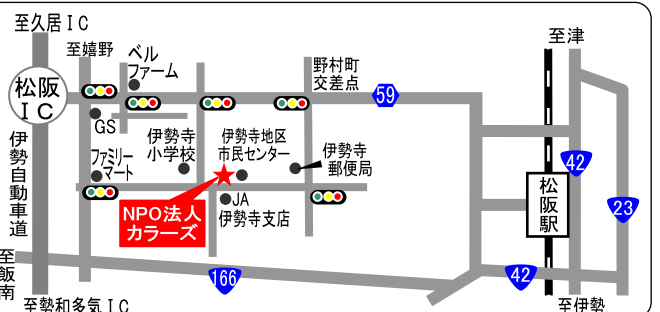 至久居IC
至嬉野
ベル
ファーム
野村町
交差点
至津
松阪
IC
59
GS
伊勢寺
小学校
伊勢寺地区
市民センター
伊勢寺
郵便局
42
伊勢自動車道
ファミリー
マート
松阪駅
23
NPO法人
カラーズ
JA
伊勢寺支店
至飯南
166
42
至勢和多気IC
至伊勢